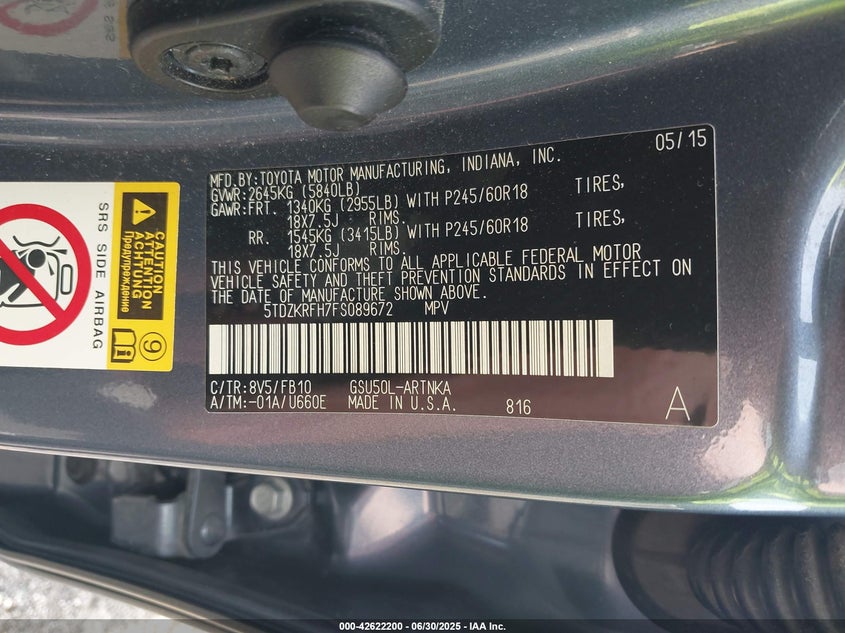 MFD.BY:TOYOTA MOTOR MANUFACTURING, INDIANA, INC. 05/15
GVWR:2645KG (5840LB)
GAWR:FRT. 1340KG (2955LB) WITH P245/60R18 TIRES,
18X7.5J RIMS.
RR. 1545KG (3415LB) WITH P245/60R18 TIRES,
18X7.5J RIMS.
THIS VEHICLE CONFORMS TO ALL APPLICABLE FEDERAL MOTOR
VEHICLE SAFETY AND THEFT PREVENTION STANDARDS IN EFFECT ON
THE DATE OF MANUFACTURE SHOWN ABOVE.
5TDZKRFH7FS089672 MPV
C/TR:8V5/FB10 GSU50L-ARTNKA
A/TM:-01A/U660E MADE IN U.S.A. 816 A
SRS SIDE AIRBAG
CAUTION
ATTENTION
ACHTUNG
Предупреждение
9
000-42622200 - 06/30/2025 - IAA Inc.